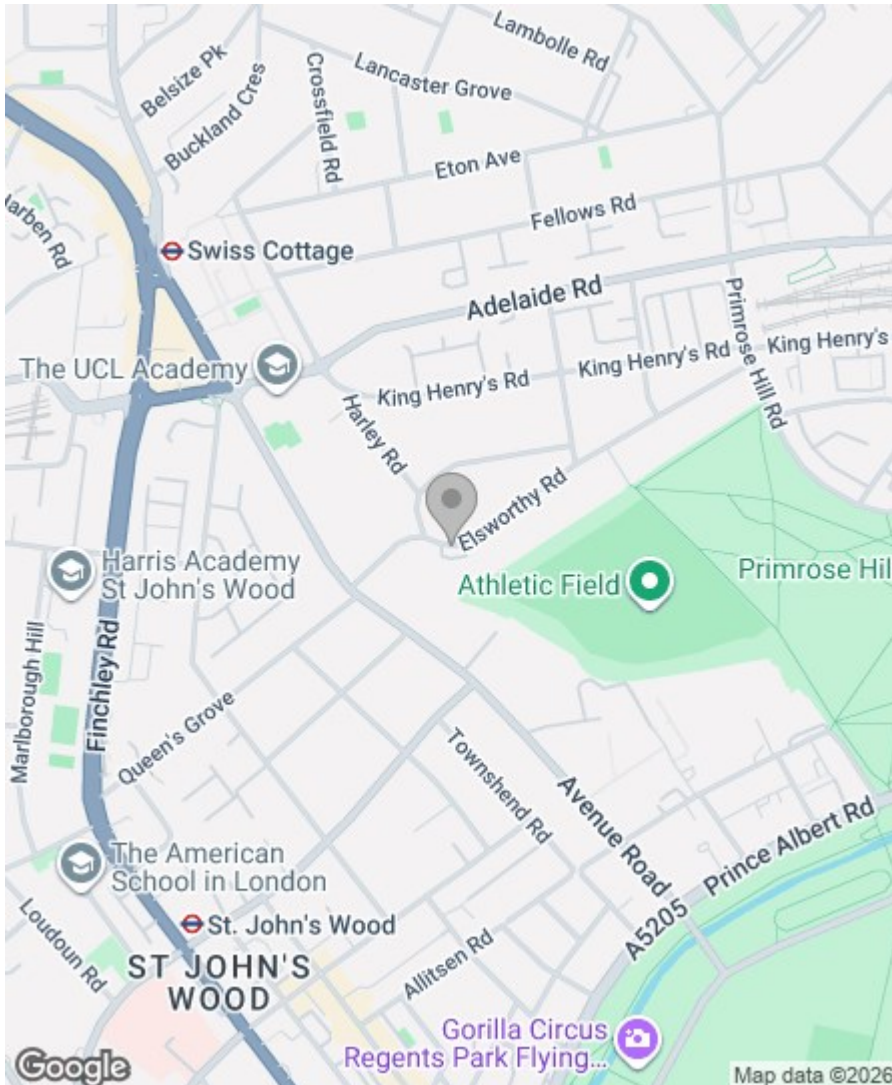 Lambolle Rd
Belsize Pk
Lancaster Grove
Buckland Cres
Crossfield Rd
Eton Ave
Fellows Rd
Harben Rd
Swiss Cottage
Adelaide Rd
Primrose Hill Rd
The UCL Academy
King Henry's Rd
King Henry's Rd
King Henry's
Harley Rd
Elsworthy Rd
Harris Academy
St John's Wood
Athletic Field
Primrose Hil
Marlborough Hill
Finchley Rd
Queen's Grove
Townshend Rd
Avenue Road
Prince Albert Rd
A5205
The American
School in London
St. John's Wood
Loudoun Rd
ST JOHN'S
WOOD
Allitsen Rd
Gorilla Circus
Regents Park Flying...
Google
Map data ©2026